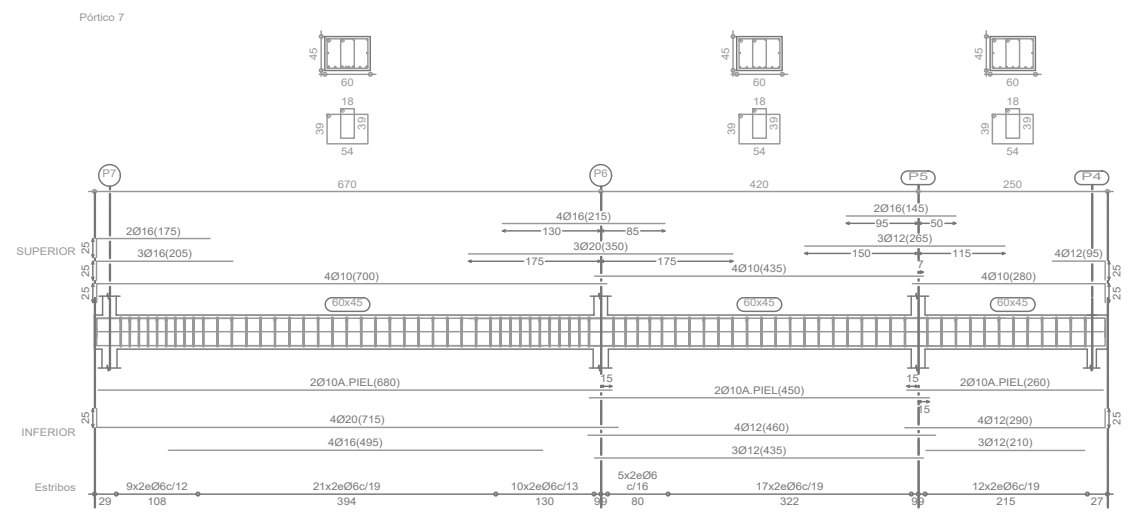 Pórtico 7
45 45 45
60 60 60
18 18 18
39 39 39 39 39 39
54 54 54
P7 P6 P5 P4
670 420 250
2Ø16(145)
4Ø16(215) 95 50
2Ø16(175) 130 85 3Ø12(265)
SUPERIOR 25 3Ø20(350) 150 115
3Ø16(205) 175 175 7 4Ø12(95)
25 4Ø10(435) 25
4Ø10(700) 4Ø10(280)
25 25
60x45 60x45 60x45
2Ø10A.PIEL(680) 15 15 2Ø10A.PIEL(260)
2Ø10A.PIEL(450)
25 15 25
4Ø20(715) 4Ø12(290)
INFERIOR 4Ø12(460)
4Ø16(495) 3Ø12(210)
3Ø12(435)
5x2eØ6
Estribos 9x2eØ6c/12 21x2eØ6c/19 10x2eØ6c/13 c/16 17x2eØ6c/19 12x2eØ6c/19
29 108 394 130 80 322 215 27